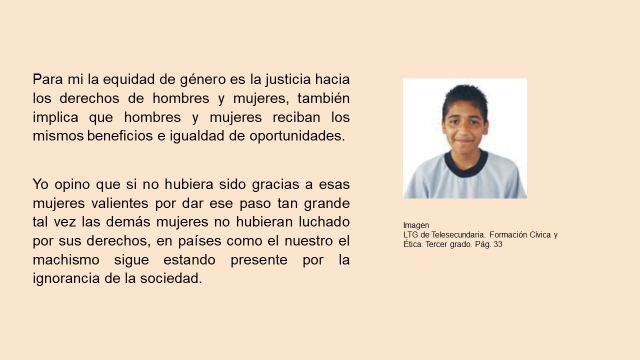 Para mi la equidad de género es la justicia hacia
los derechos de hombres y mujeres, también
implica que hombres y mujeres reciban los
mismos beneficios e igualdad de oportunidades.
Yo opino que si no hubiera sido gracias a esas
mujeres valientes por dar ese paso tan grande
tal vez las demás mujeres no hubieran luchado
por sus derechos, en países como el nuestro el
machismo sigue estando presente por la
ignorancia de la sociedad.
Imagen
LTG de Telesecundaria. Formación Cívica y
Ética. Tercer grado. Pág. 33